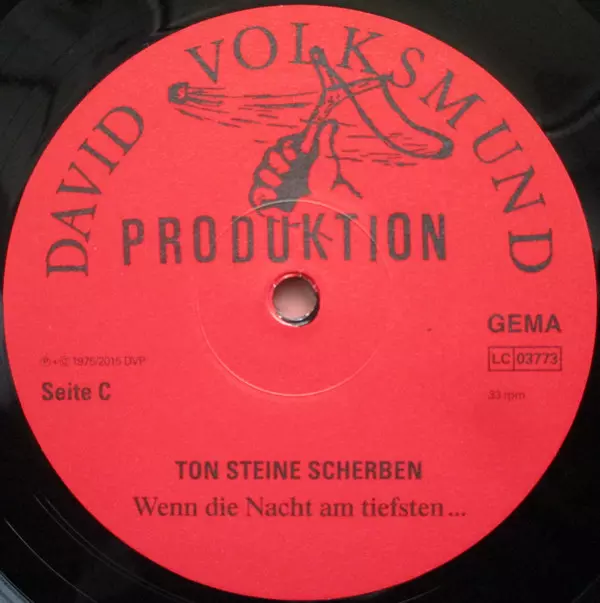 DAVID VOLKSMUND
PRODUKTION
GEMA
LC 03773
℗ + © 1975/2015 DVP
Seite C
33 rpm
TON STEINE SCHERBEN
Wenn die Nacht am tiefsten...